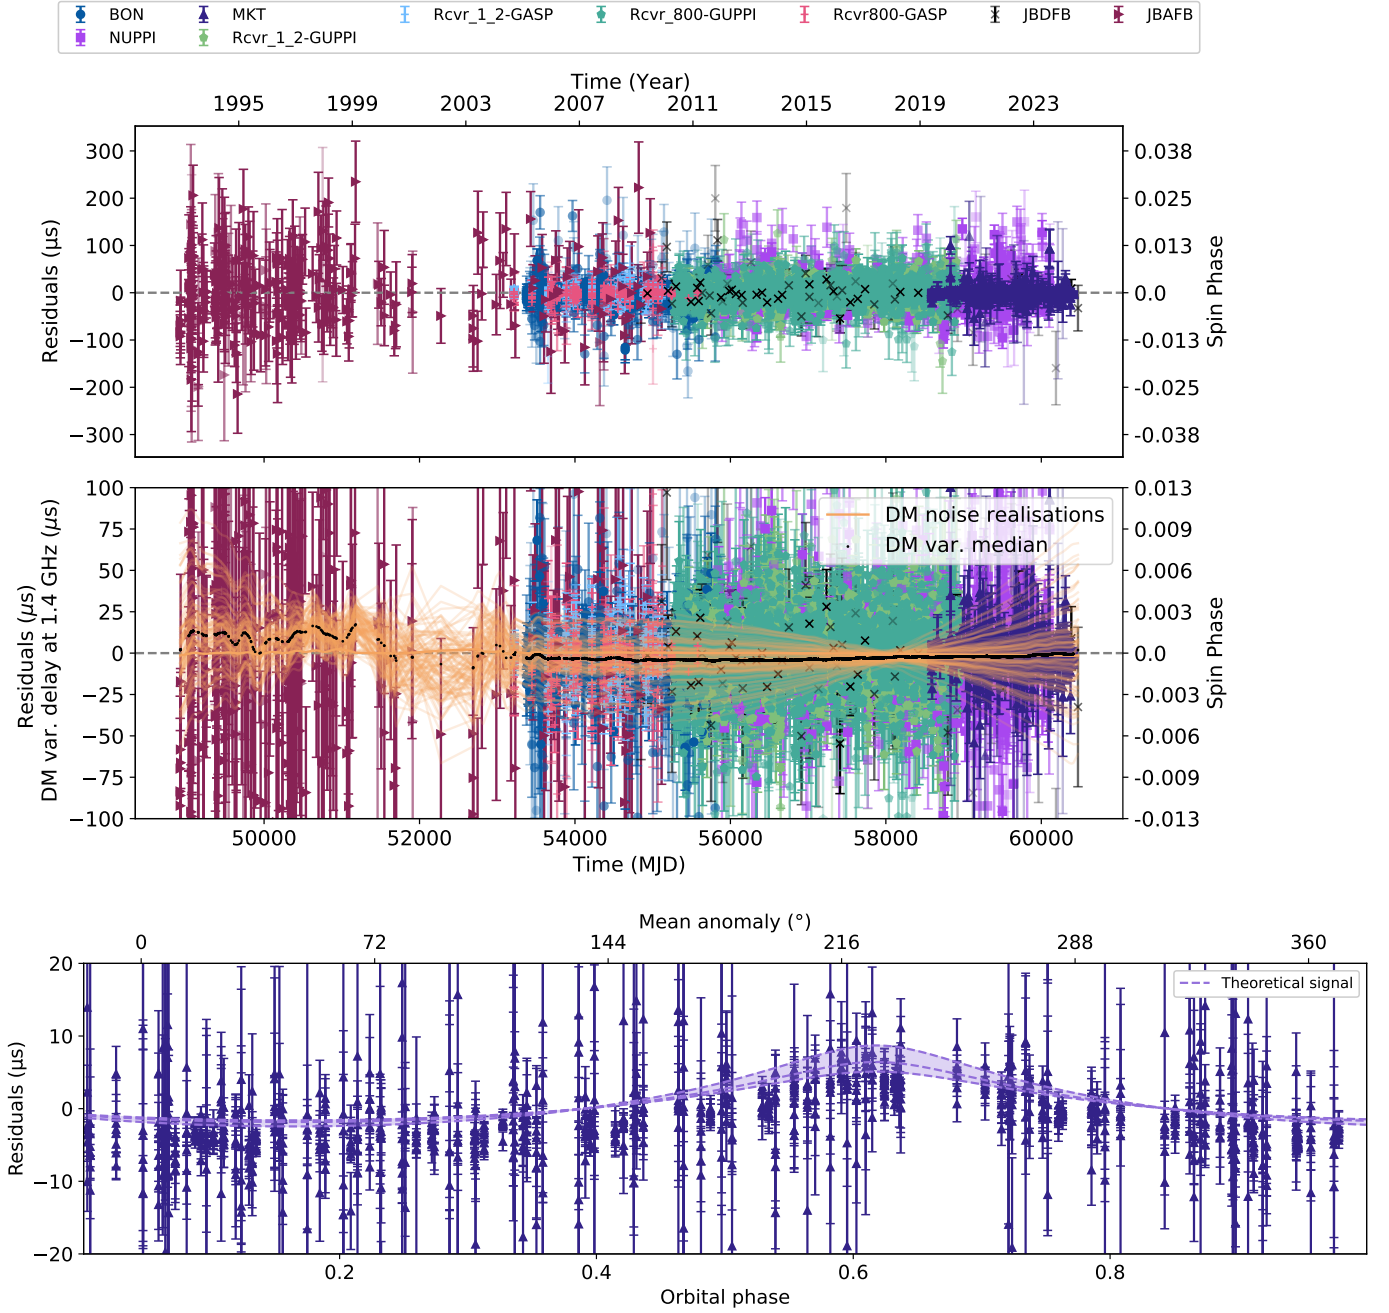 BON MKT Rcvr_1_2-GASP Rcvr_800-GUPPI Rcvr800-GASP JBDFB JBAFB
NUPPI Rcvr_1_2-GUPPI
Time (Year)
1995 1999 2003 2007 2011 2015 2019 2023
300
200
100
0
−100
−200
−300
Residuals (µs)
0.038
0.025
0.013
0.0
-0.013
-0.025
-0.038
Spin Phase
100
75
50
25
0
−25
−50
−75
−100
Residuals (µs)
DM var. delay at 1.4 GHz (µs)
DM noise realisations
DM var. median
0.013
0.009
0.006
0.003
0.0
-0.003
-0.006
-0.009
-0.013
Spin Phase
50000 52000 54000 56000 58000 60000
Time (MJD)
Mean anomaly (°)
0 72 144 216 288 360
20
10
0
−10
−20
Residuals (µs)
Theoretical signal
0.2 0.4 0.6 0.8
Orbital phase